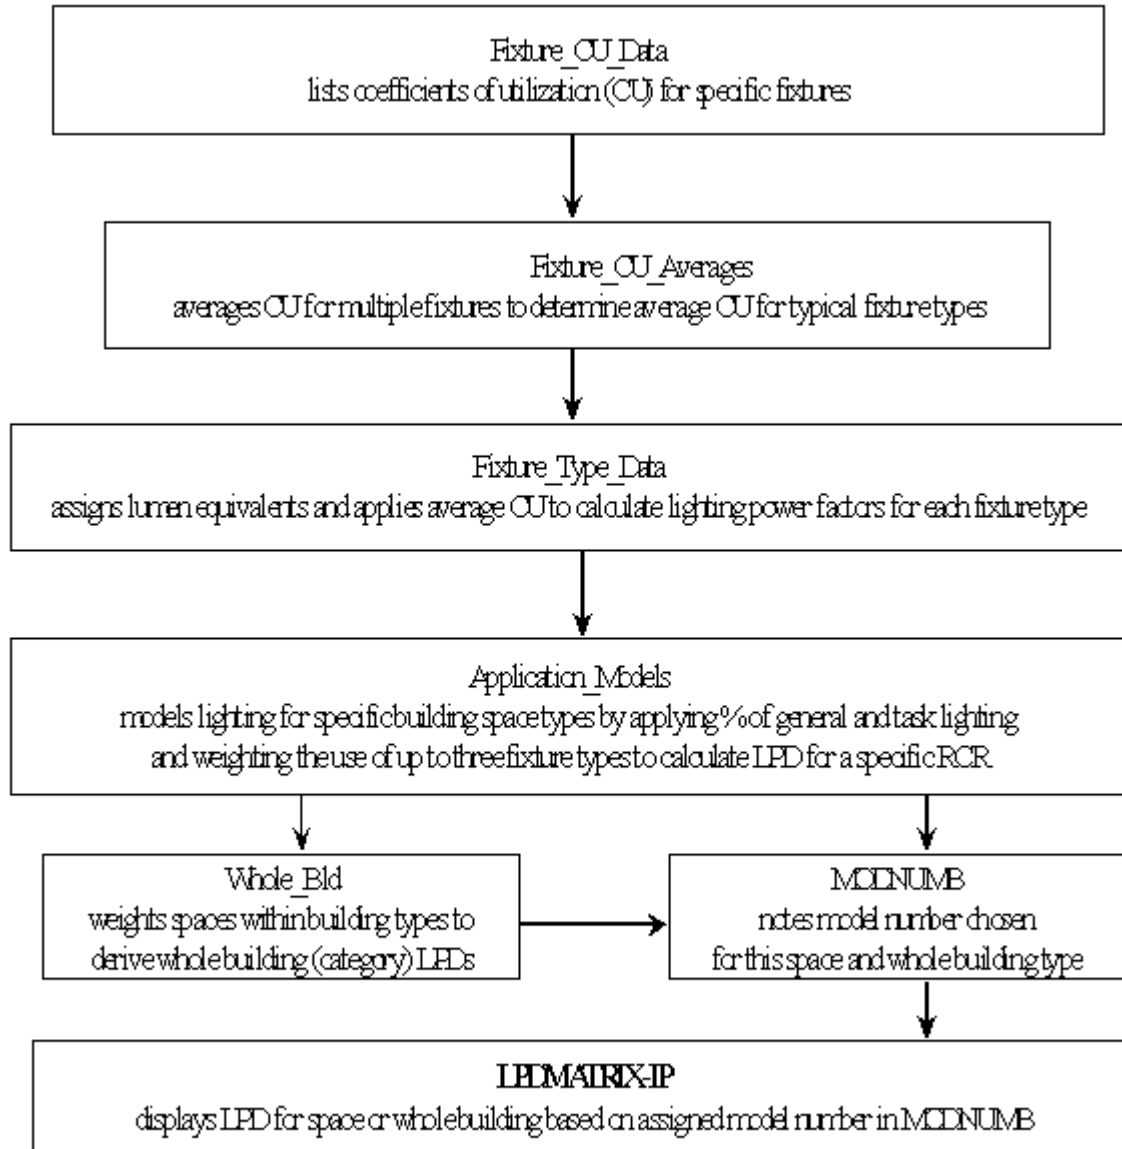 Fixture_CU_Data
lists coefficients of utilization (CU) for specific fixtures
Fixture_CU_Averages
averages CU for multiple fixtures to determine average CU for typical fixture types
Fixture_Type_Data
assigns lumen equivalents and applies average CU to calculate lighting power factors for each fixture type
Application_Models
models lighting for specific building space types by applying % of general and task lighting
and weighting the use of up to three fixture types to calculate LPD for a specific RCR
Whole_Bld
weights spaces within building types to
derive whole building (category) LPDs
MODNUMB
notes model number chosen
for this space and whole building type
LPDMATRIX-IP
displays LPD for space or whole building based on assigned model number in MODNUMB